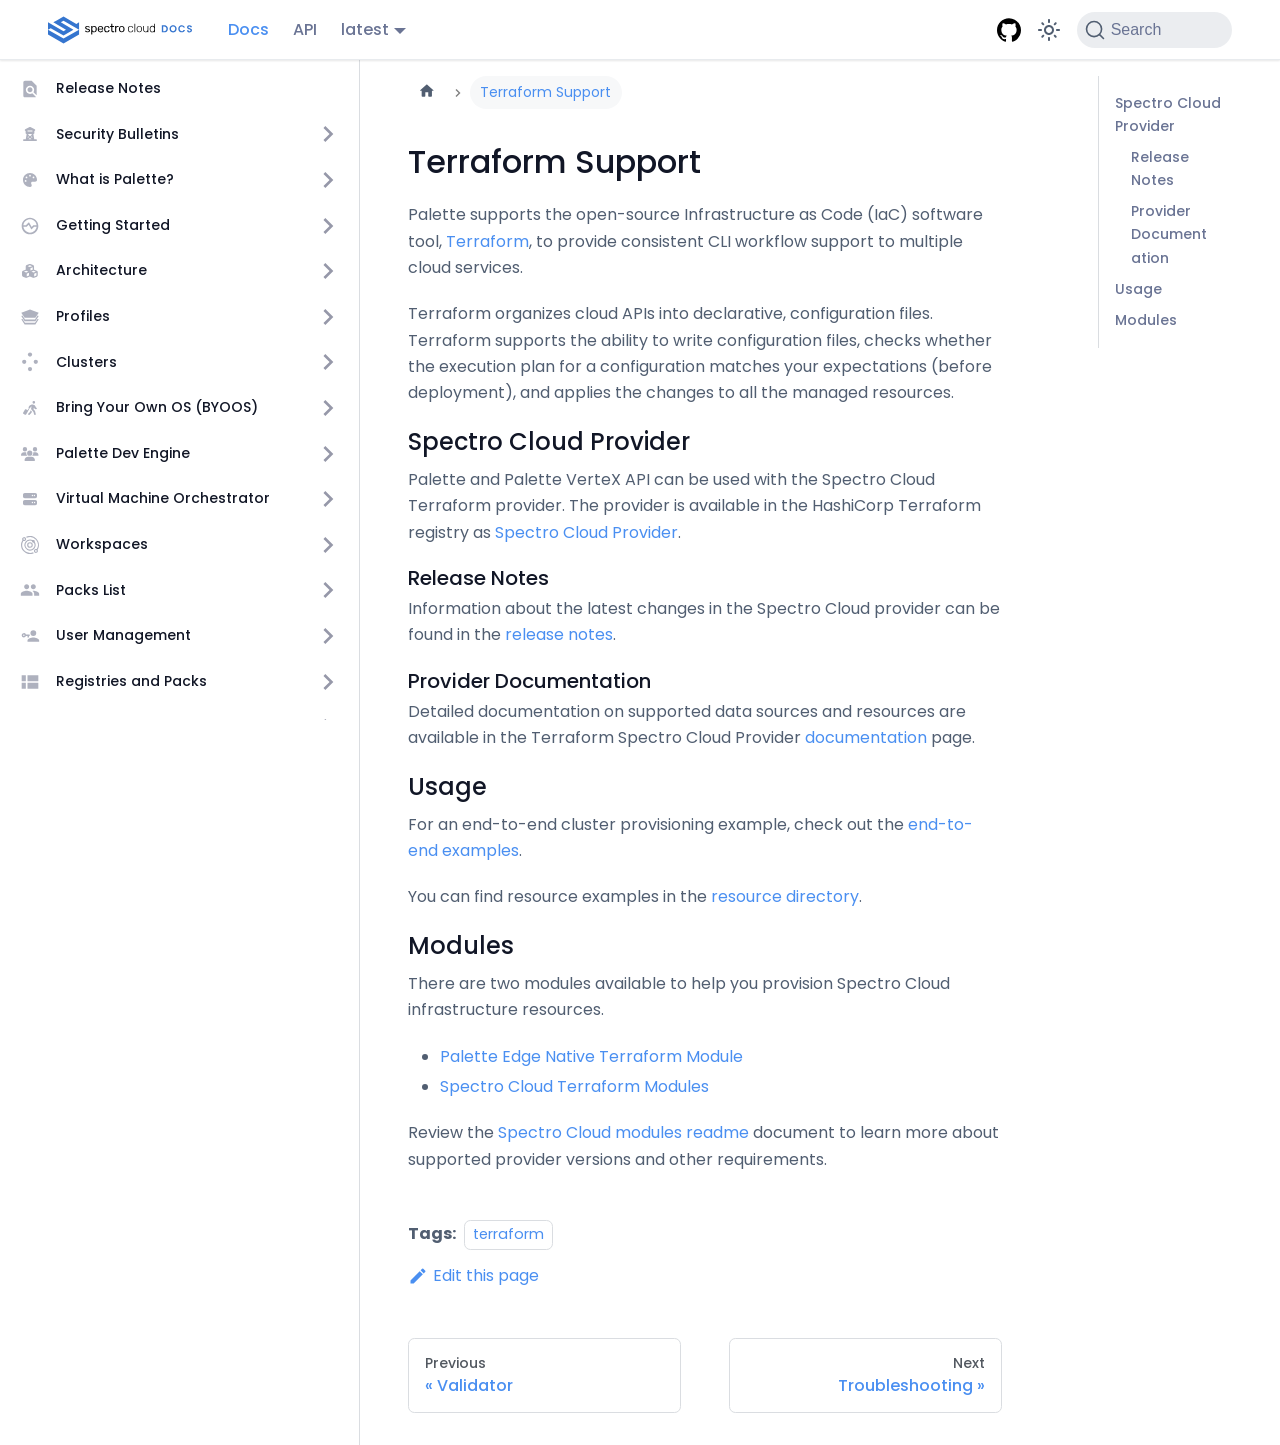 spectro cloud DOCS
Docs
API
latest
Search
Release Notes
Security Bulletins
What is Palette?
Getting Started
Architecture
Profiles
Clusters
Bring Your Own OS (BYOOS)
Palette Dev Engine
Virtual Machine Orchestrator
Workspaces
Packs List
User Management
Registries and Packs
Terraform Support
Terraform Support
Palette supports the open-source Infrastructure as Code (IaC) software
tool, Terraform, to provide consistent CLI workflow support to multiple
cloud services.
Terraform organizes cloud APIs into declarative, configuration files.
Terraform supports the ability to write configuration files, checks whether
the execution plan for a configuration matches your expectations (before
deployment), and applies the changes to all the managed resources.
Spectro Cloud Provider
Palette and Palette VerteX API can be used with the Spectro Cloud
Terraform provider. The provider is available in the HashiCorp Terraform
registry as Spectro Cloud Provider.
Release Notes
Information about the latest changes in the Spectro Cloud provider can be
found in the release notes.
Provider Documentation
Detailed documentation on supported data sources and resources are
available in the Terraform Spectro Cloud Provider documentation page.
Usage
For an end-to-end cluster provisioning example, check out the end-to-
end examples.
You can find resource examples in the resource directory.
Modules
There are two modules available to help you provision Spectro Cloud
infrastructure resources.
Palette Edge Native Terraform Module
Spectro Cloud Terraform Modules
Review the Spectro Cloud modules readme document to learn more about
supported provider versions and other requirements.
Tags: terraform
Edit this page
Previous
« Validator
Next
Troubleshooting »
Spectro Cloud
Provider
Release
Notes
Provider
Document
ation
Usage
Modules